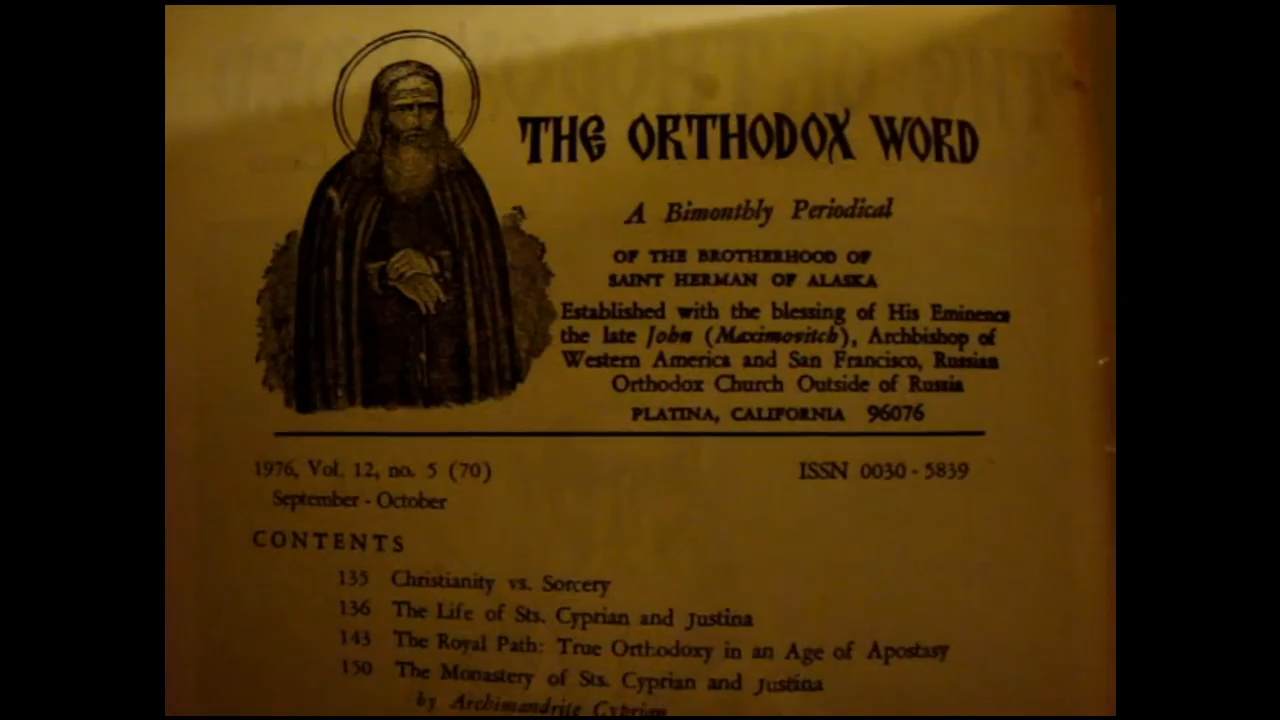 THE ORTHODOX WORD
A Bimonthly Periodical
OF THE BROTHERHOOD OF
SAINT HERMAN OF ALASKA
Established with the blessing of His Eminence
the late John (Maximovitch), Archbishop of
Western America and San Francisco, Russian
Orthodox Church Outside of Russia
PLATINA, CALIFORNIA 96076
1976, Vol. 12, no. 5 (70)
ISSN 0030 - 5839
September - October
CONTENTS
135 Christianity vs. Sorcery
136 The Life of Sts. Cyprian and Justina
143 The Royal Path: True Orthodoxy in an Age of Apostasy
150 The Monastery of Sts. Cyprian and Justina
by Archimandrite Cyprian